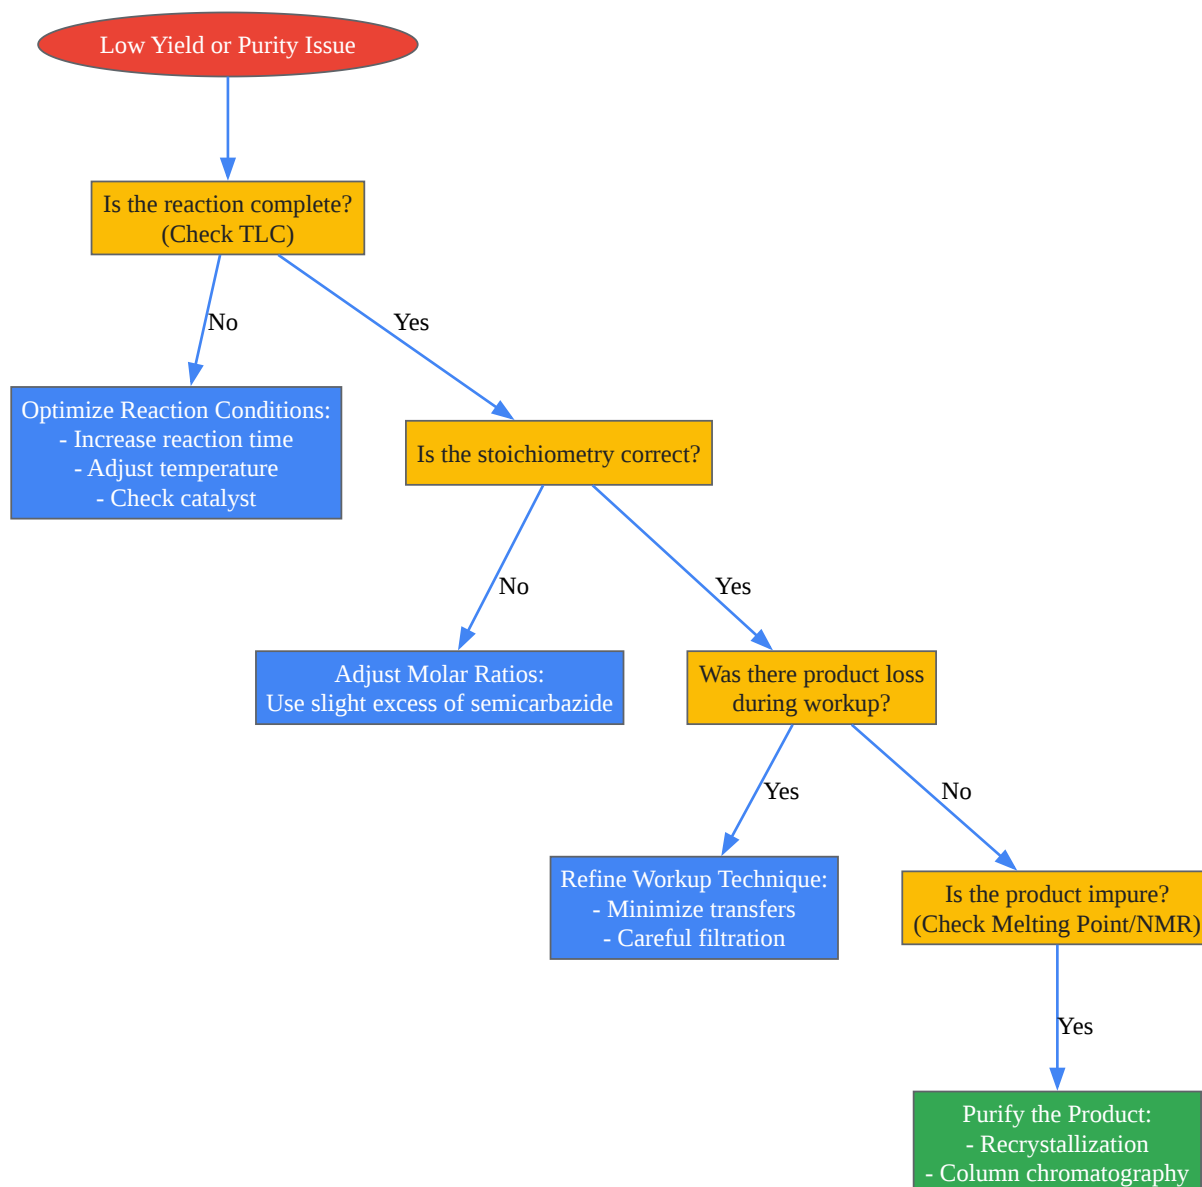 Low Yield or Purity Issue
Is the reaction complete?
(Check TLC)
No
Yes
Optimize Reaction Conditions:
- Increase reaction time
- Adjust temperature
- Check catalyst
Is the stoichiometry correct?
No
Yes
Adjust Molar Ratios:
Use slight excess of semicarbazide
Was there product loss
during workup?
Yes
No
Refine Workup Technique:
- Minimize transfers
- Careful filtration
Is the product impure?
(Check Melting Point/NMR)
Yes
Purify the Product:
- Recrystallization
- Column chromatography